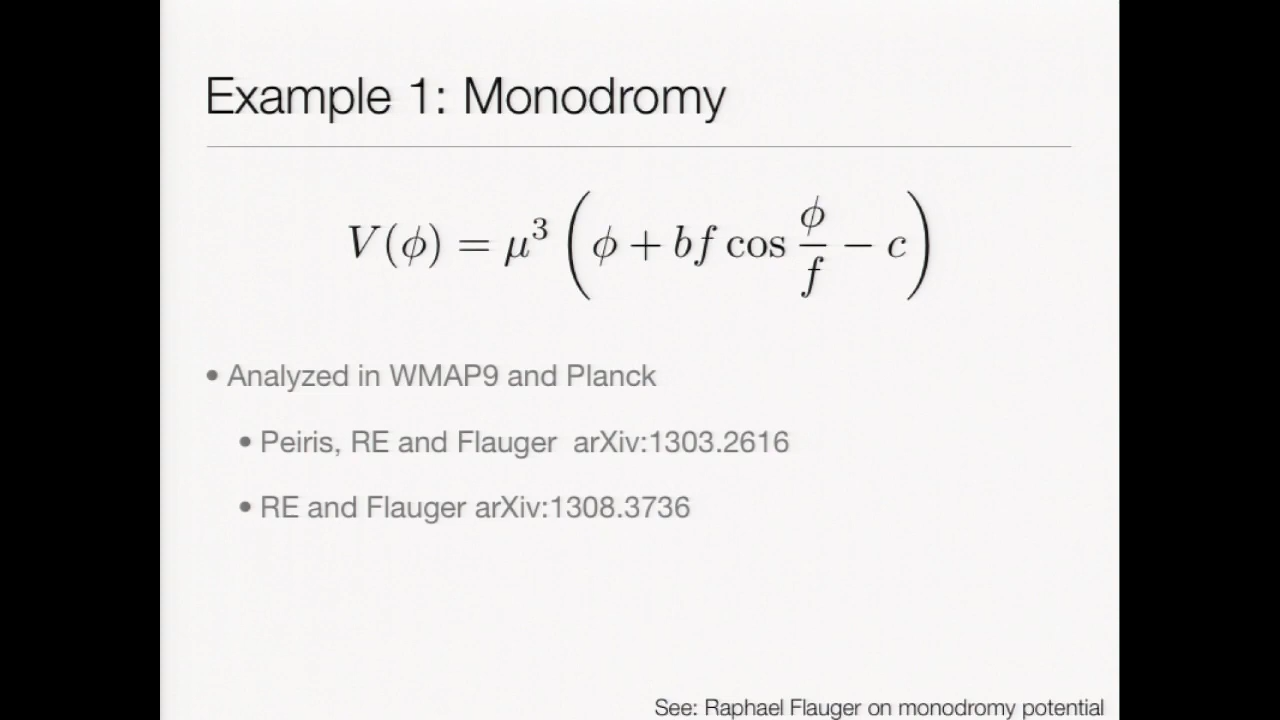 Example 1: Monodromy
V(ϕ) = μ³ (ϕ + bf cos ϕ/f − c)
• Analyzed in WMAP9 and Planck
• Peiris, RE and Flauger arXiv:1303.2616
• RE and Flauger arXiv:1308.3736
See: Raphael Flauger on monodromy potential